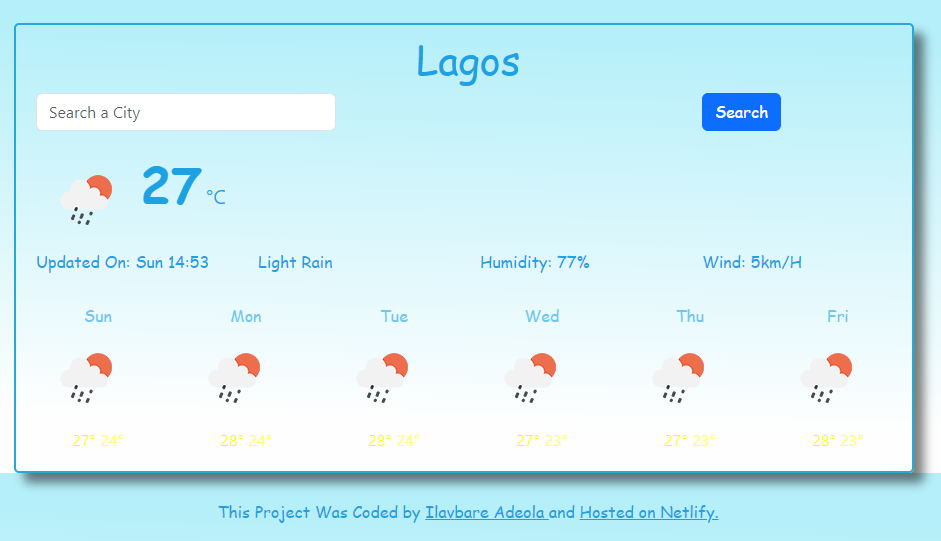 Lagos
Search a City
Search
27 °C
Updated On: Sun 14:53 Light Rain Humidity: 77% Wind: 5km/H
Sun Mon Tue Wed Thu Fri
27° 24° 28° 24° 28° 24° 27° 23° 27° 23° 28° 23°
This Project Was Coded by Ilavbare Adeola and Hosted on Netlify.